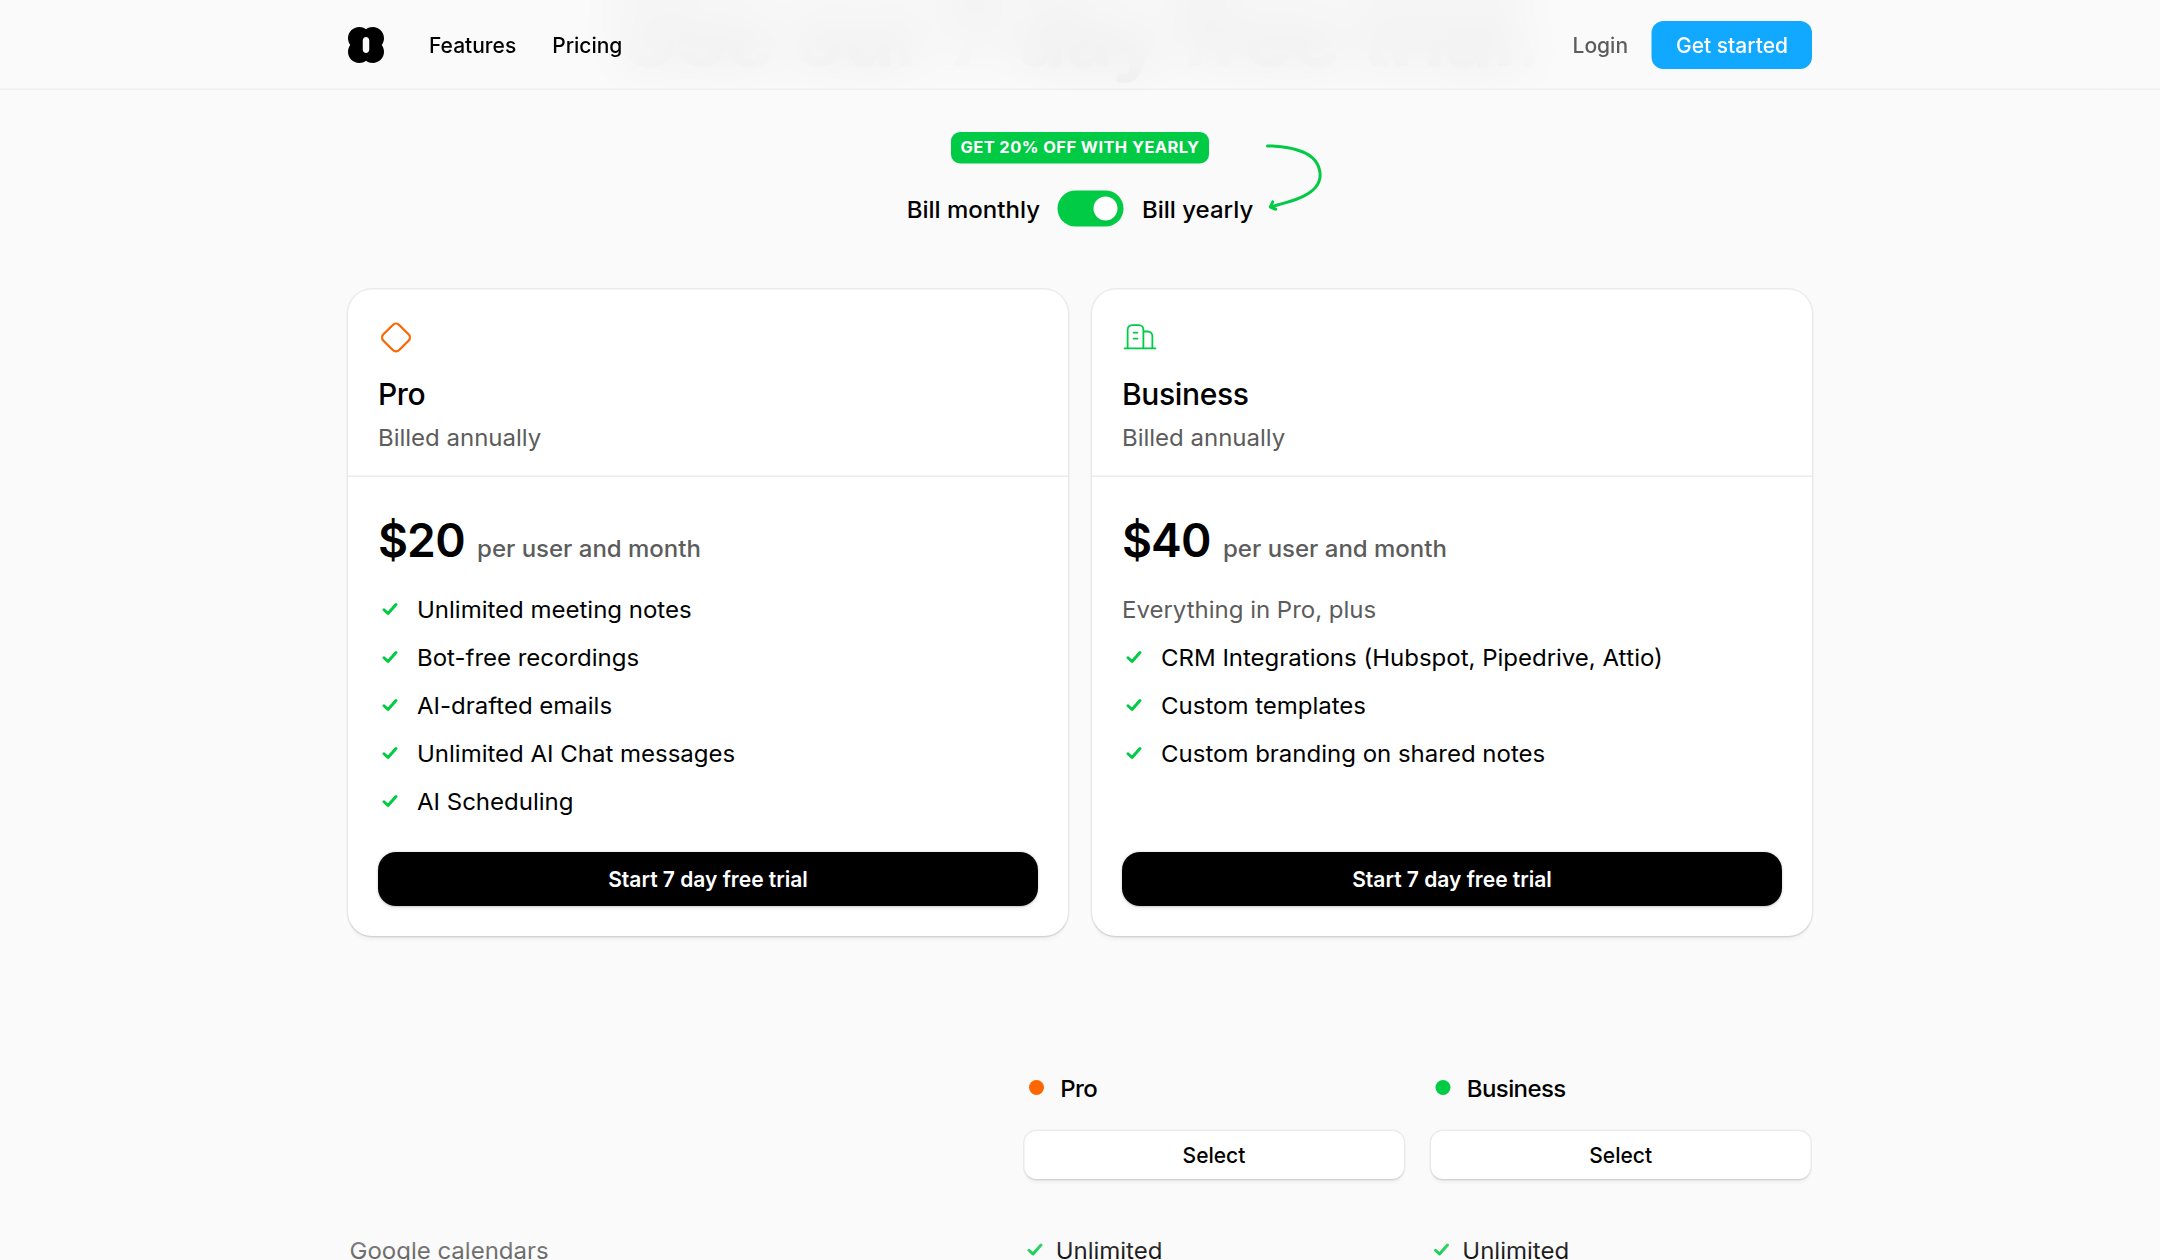 Features Pricing Login Get started
GET 20% OFF WITH YEARLY
Bill monthly Bill yearly
Pro
Billed annually
$20 per user and month
Unlimited meeting notes
Bot-free recordings
AI-drafted emails
Unlimited AI Chat messages
AI Scheduling
Start 7 day free trial
Business
Billed annually
$40 per user and month
Everything in Pro, plus
CRM Integrations (Hubspot, Pipedrive, Attio)
Custom templates
Custom branding on shared notes
Start 7 day free trial
Pro Business
Select Select
Google calendars Unlimited Unlimited